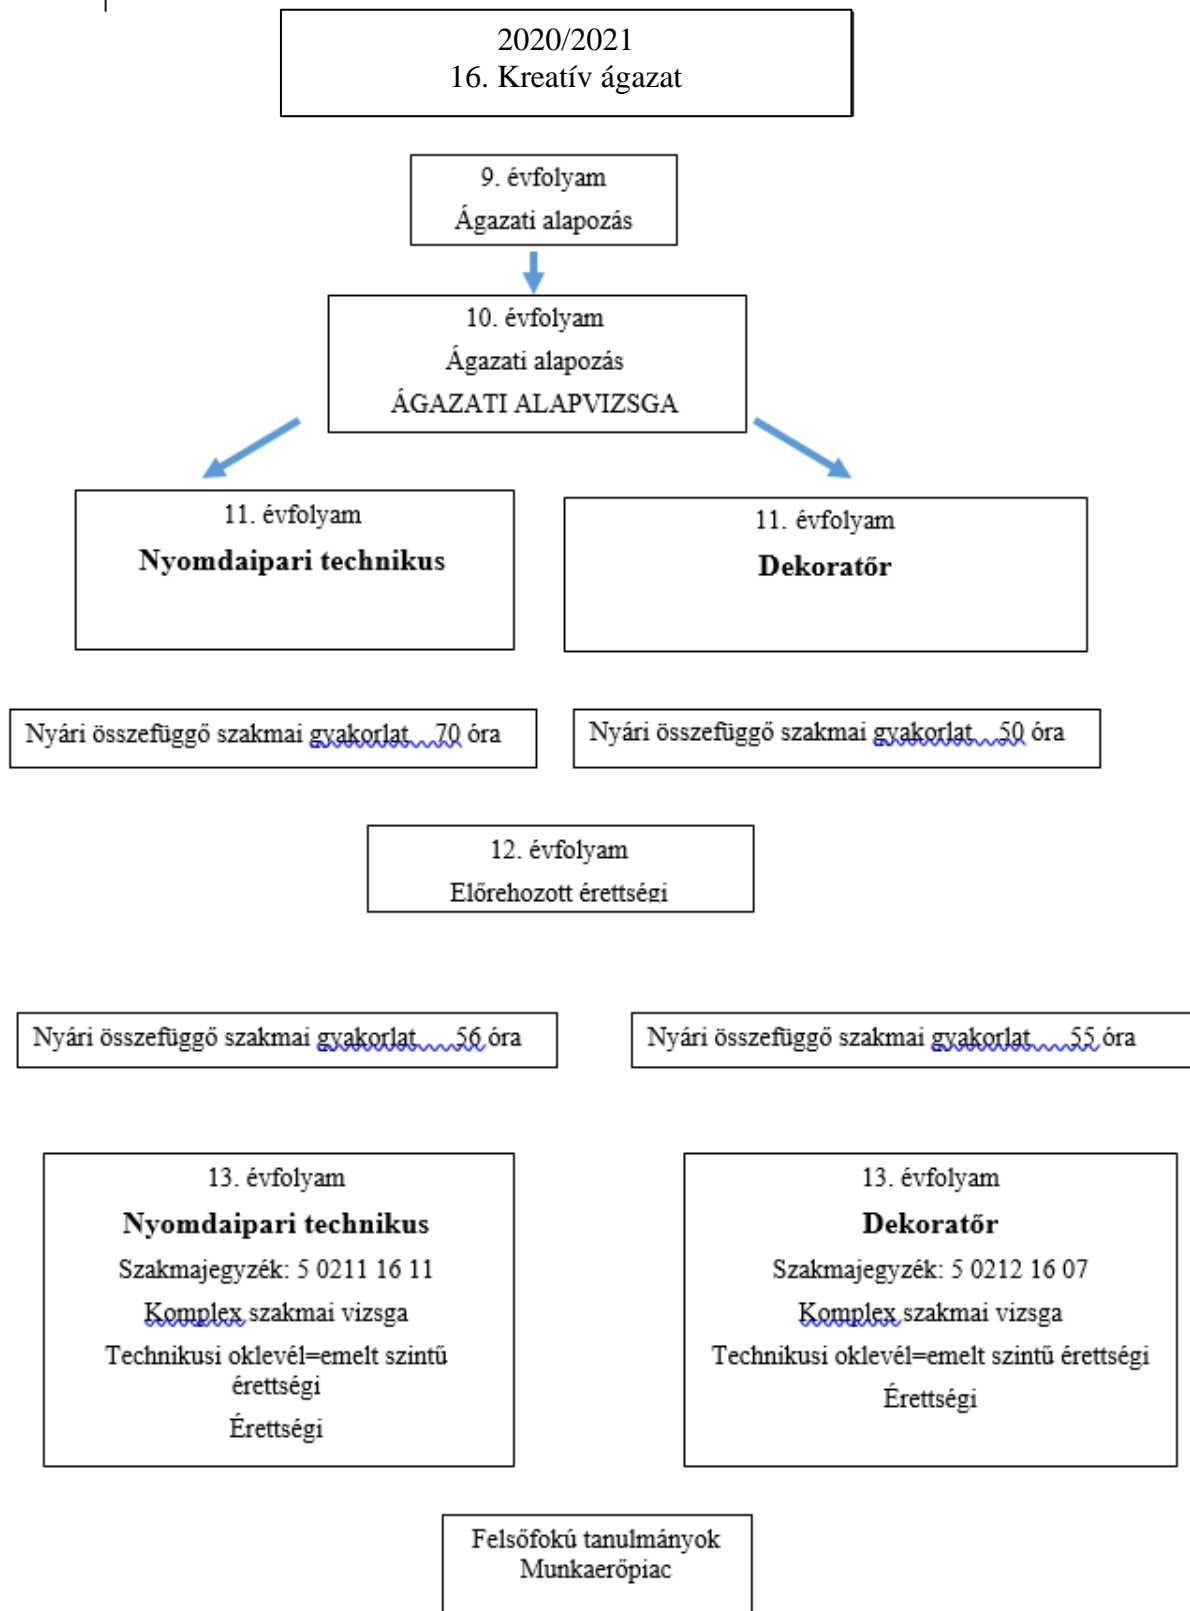 2020/2021
16. Kreatív ágazat
9. évfolyam
Ágazati alapozás
10. évfolyam
Ágazati alapozás
ÁGAZATI ALAPVIZSGA
11. évfolyam
Nyomdaipari technikus
11. évfolyam
Dekoratőr
Nyári összefüggő szakmai gyakorlat 70 óra
Nyári összefüggő szakmai gyakorlat 50 óra
12. évfolyam
Előrehozott érettségi
Nyári összefüggő szakmai gyakorlat 56 óra
Nyári összefüggő szakmai gyakorlat 55 óra
13. évfolyam
Nyomdaipari technikus
Szakmajegyzék: 5 0211 16 11
Komplex szakmai vizsga
Technikusi oklevél=emelt szintű
érettségi
Érettségi
13. évfolyam
Dekoratőr
Szakmajegyzék: 5 0212 16 07
Komplex szakmai vizsga
Technikusi oklevél=emelt szintű érettségi
Érettségi
Felsőfokú tanulmányok
Munkaerőpiac